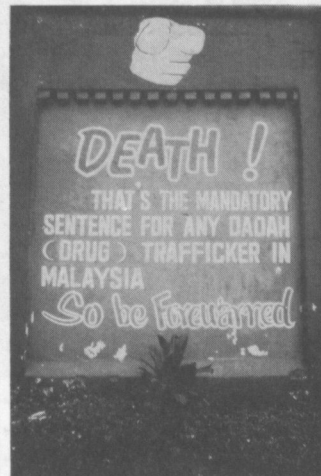 DEATH !
THAT'S THE MANDATORY
SENTENCE FOR ANY DADAH
(DRUG) TRAFFICKER IN
MALAYSIA
So be Forewarned